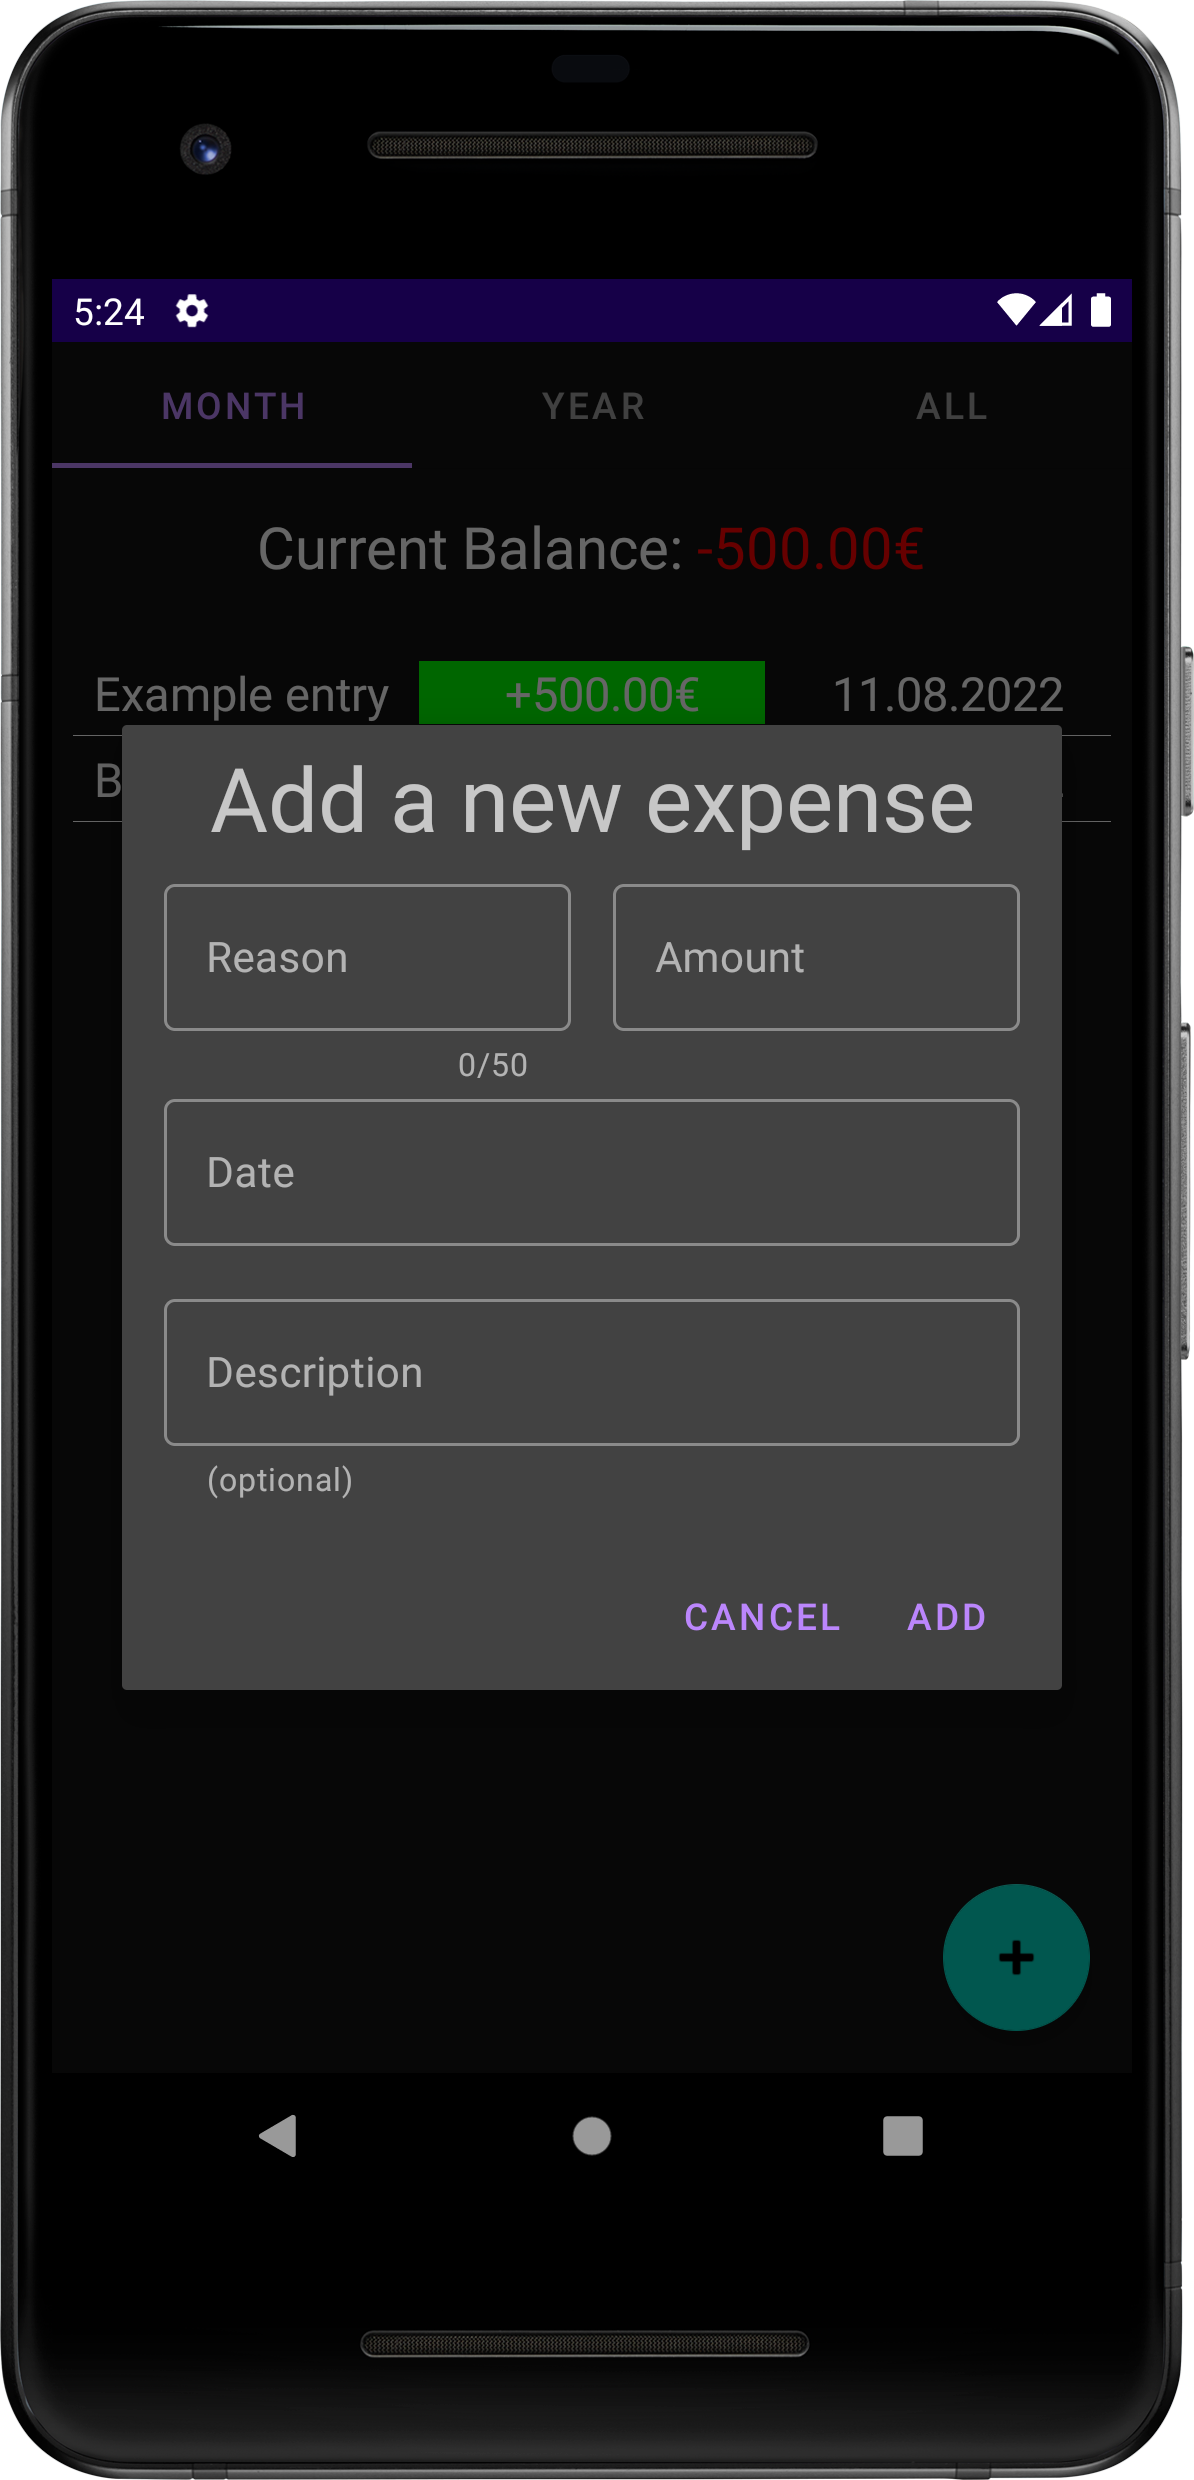 5:24
MONTH YEAR ALL
Current Balance: -500.00€
Example entry +500.00€ 11.08.2022
B
Add a new expense
Reason Amount
0/50
Date
Description
(optional)
CANCEL ADD